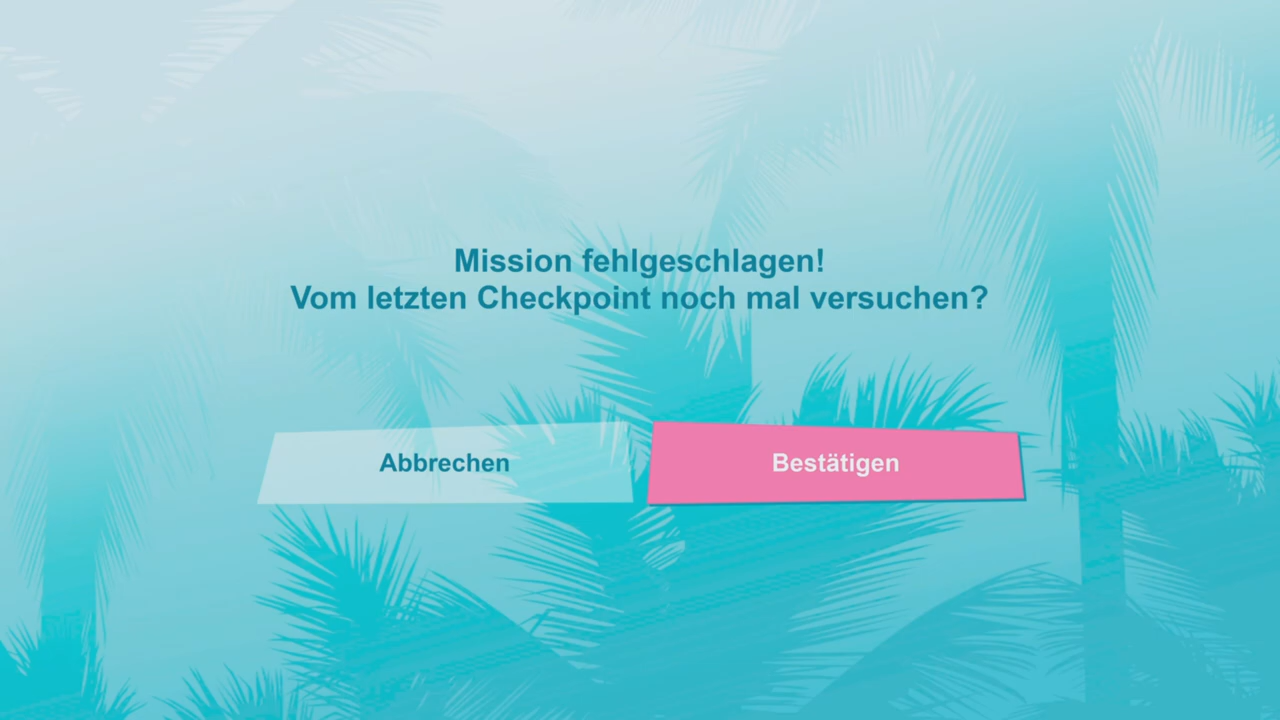 Mission fehlgeschlagen!
Vom letzten Checkpoint noch mal versuchen?
Abbrechen
Bestätigen